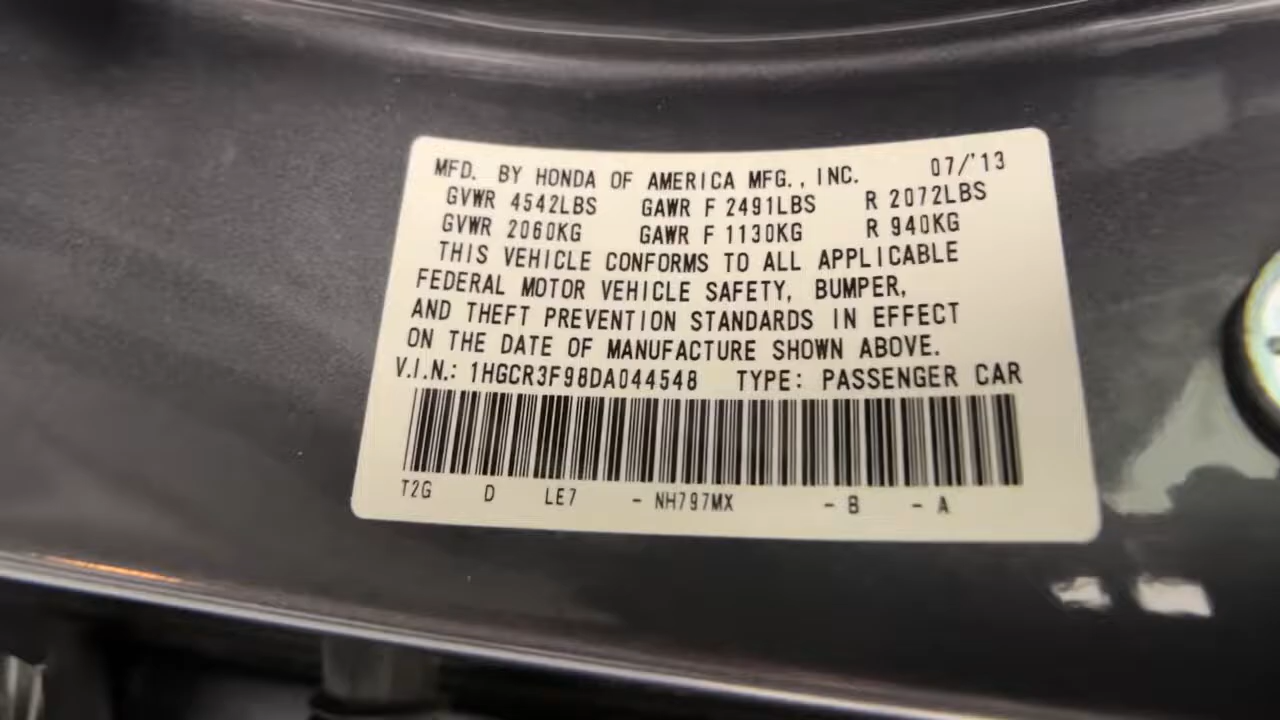 MFD. BY HONDA OF AMERICA MFG., INC. 07/'13
GVWR 4542LBS GAWR F 2491LBS R 2072LBS
GVWR 2060KG GAWR F 1130KG R 940KG
THIS VEHICLE CONFORMS TO ALL APPLICABLE
FEDERAL MOTOR VEHICLE SAFETY, BUMPER,
AND THEFT PREVENTION STANDARDS IN EFFECT
ON THE DATE OF MANUFACTURE SHOWN ABOVE.
V.I.N.: 1HGCR3F98DA044548 TYPE: PASSENGER CAR
T2G D LE7 - NH797MX - B - A